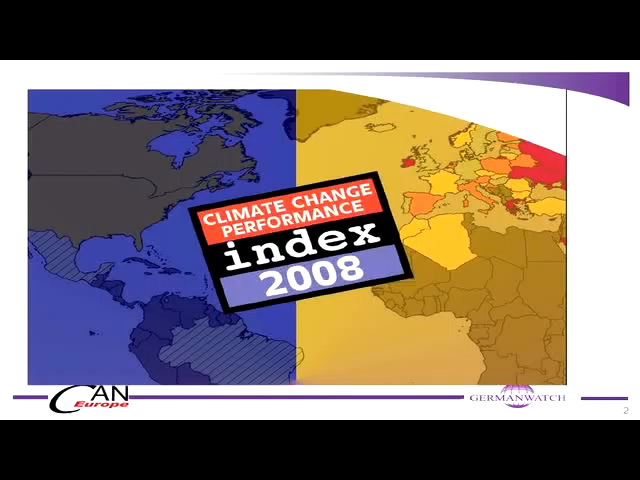 CLIMATE CHANGE
PERFORMANCE
index
2008
CAN
Europe
GERMANWATCH
2